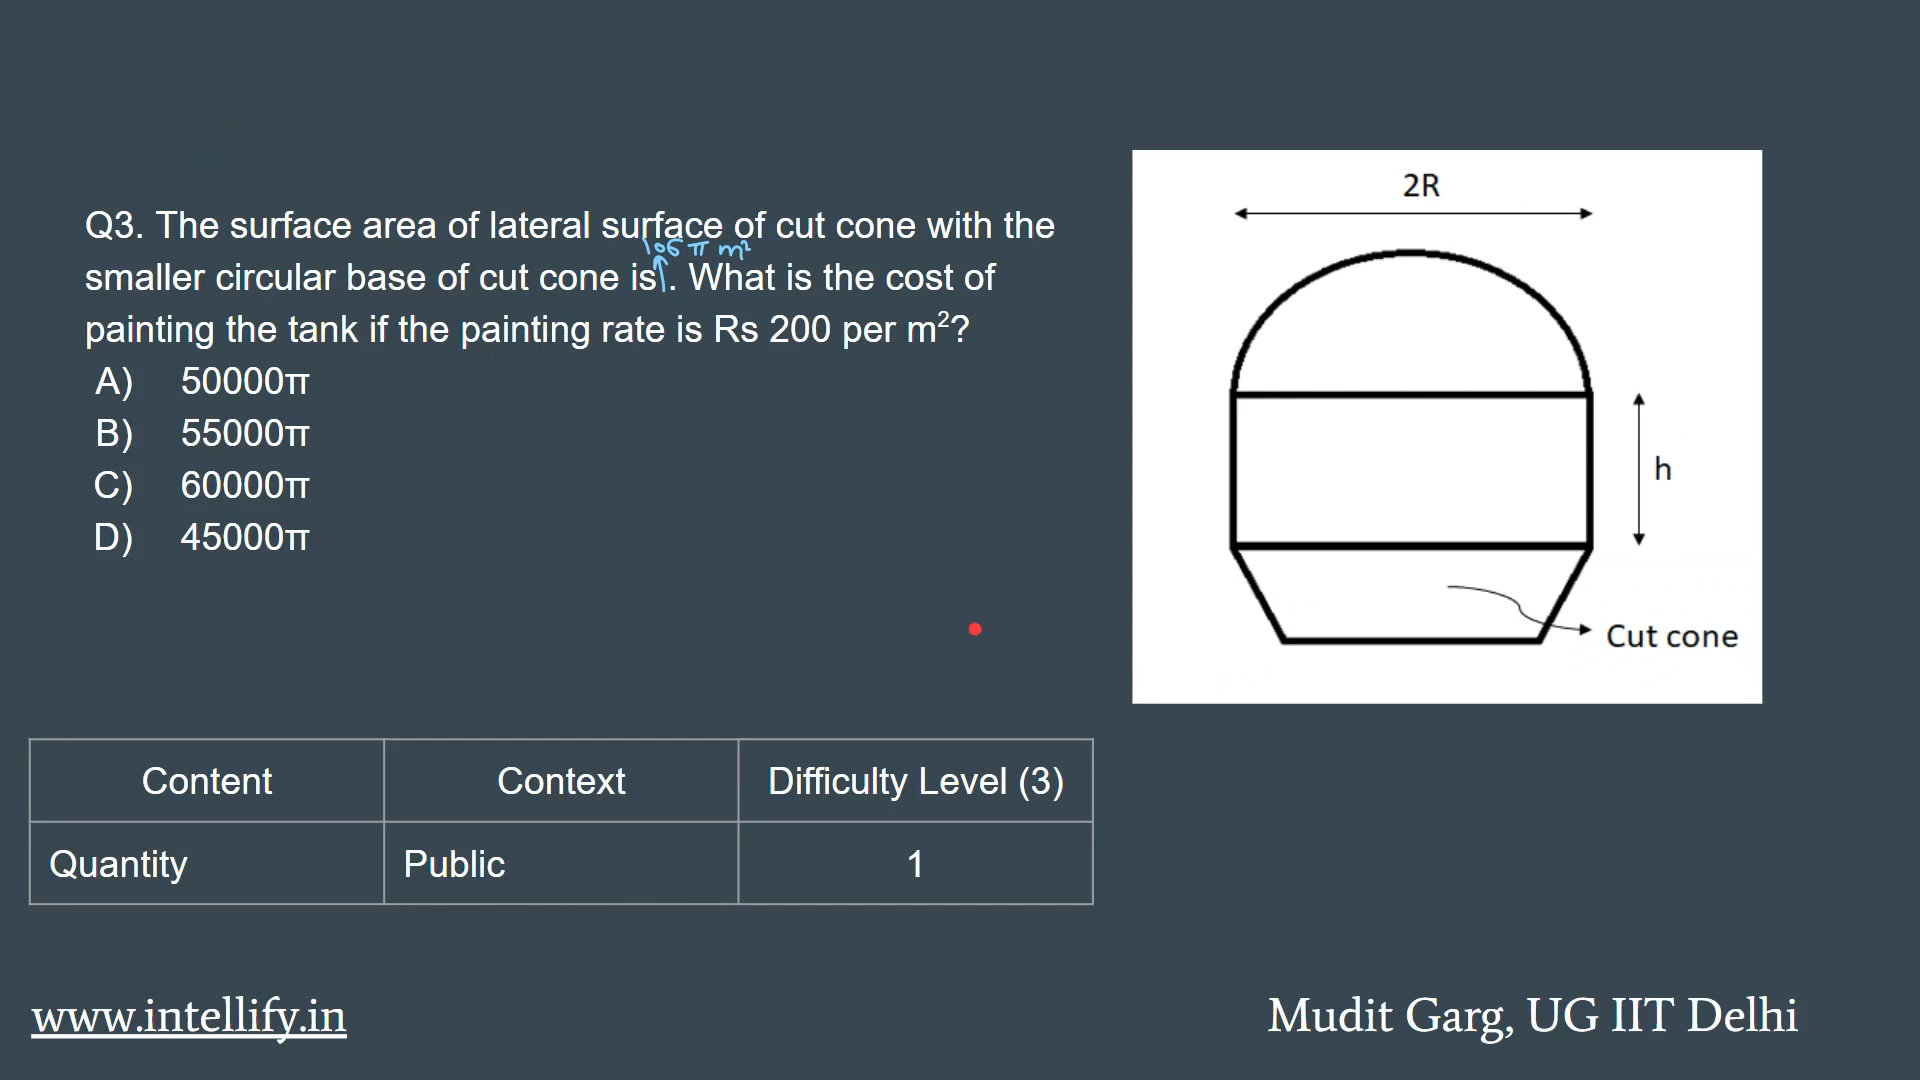 Q3. The surface area of lateral surface of cut cone with the
105 π m²
smaller circular base of cut cone is. What is the cost of
painting the tank if the painting rate is Rs 200 per m²?
A) 50000π
B) 55000π
C) 60000π
D) 45000π
2R
h
Cut cone
Content Context Difficulty Level (3)
Quantity Public 1
www.intellify.in
Mudit Garg, UG IIT Delhi